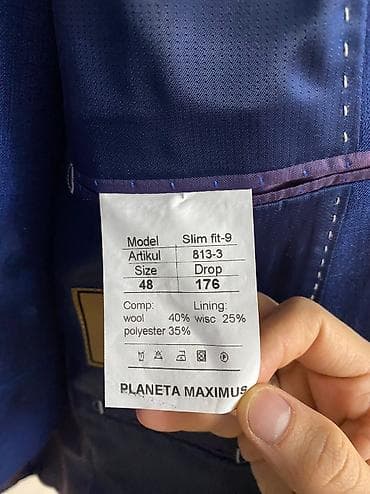 Model Slim fit-9
Artikul 813-3
Size Drop
48 176
Comp: Lining:
wool 40% wisc 25%
polyester 35%
PLANETA MAXIMUS